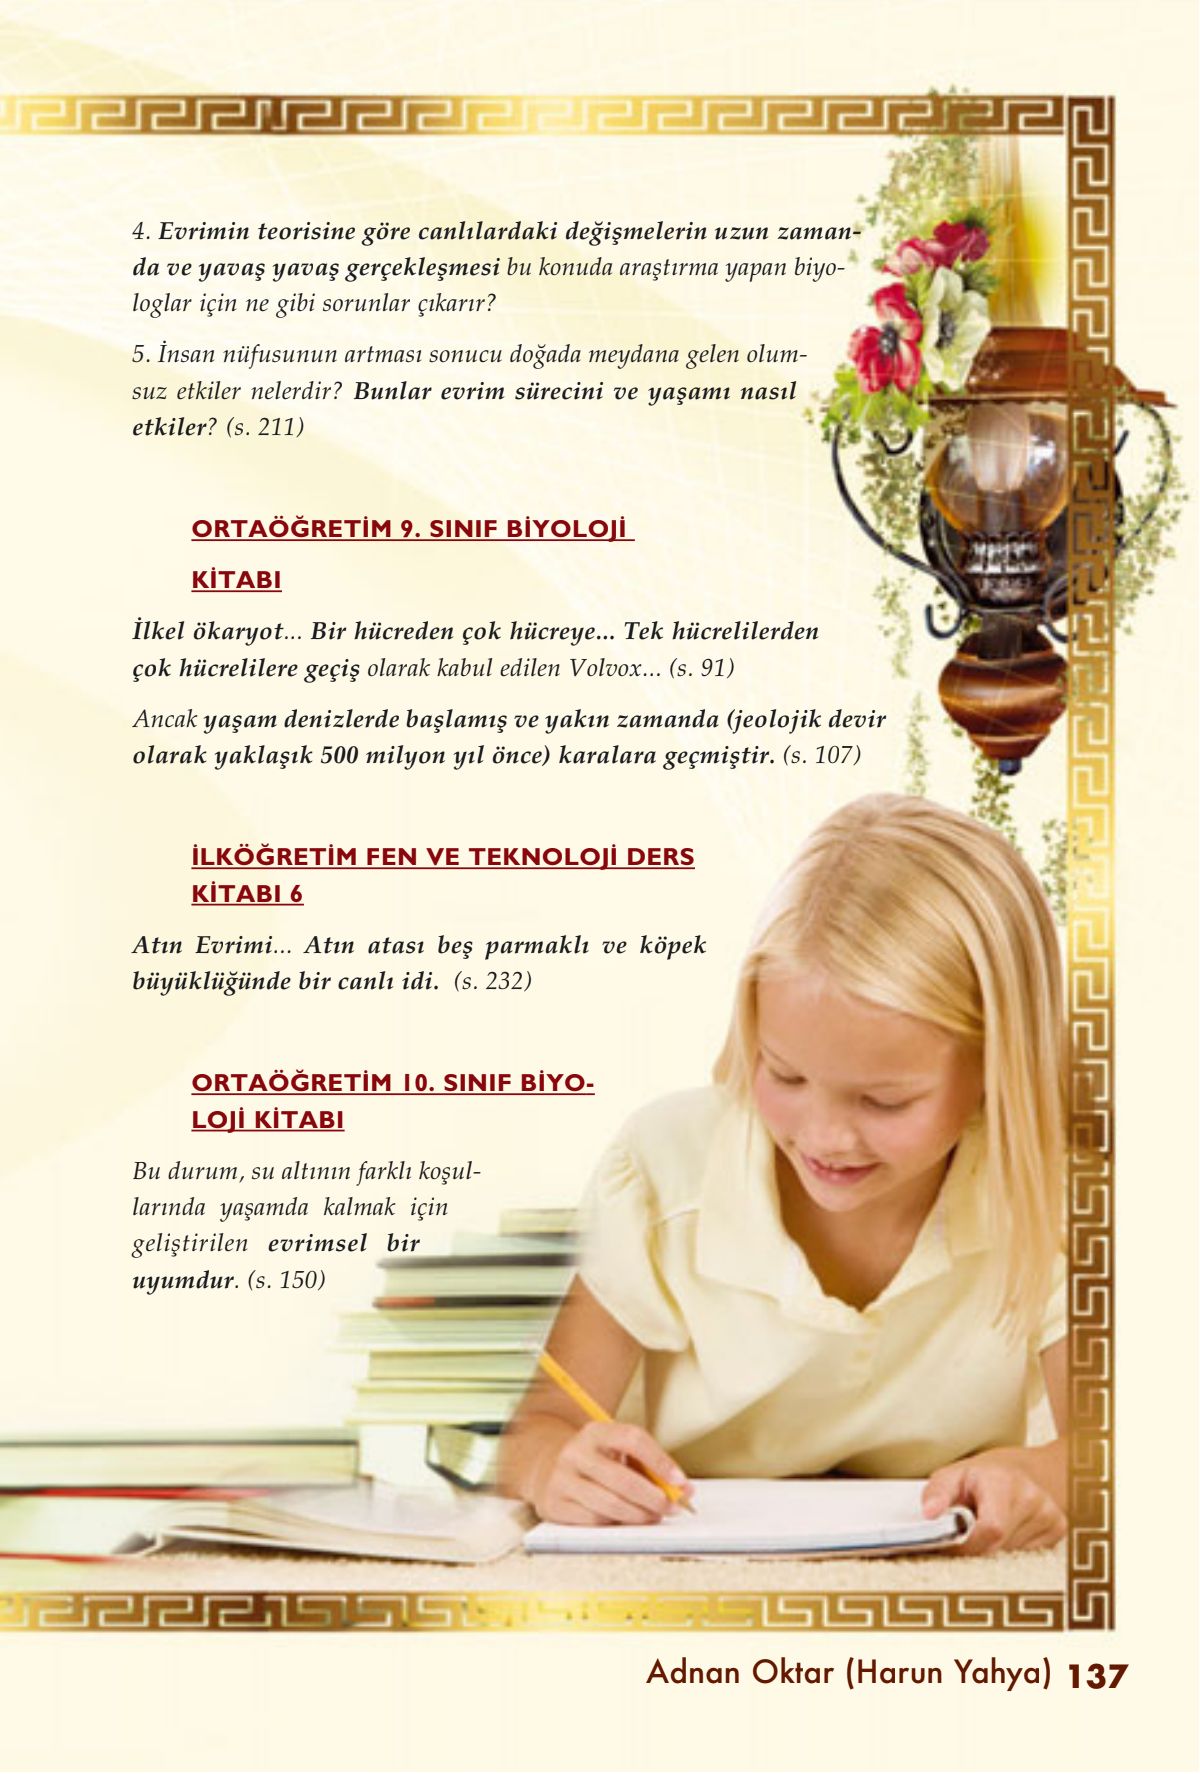 4. Evrimin teorisine göre canlılardaki değişmelerin uzun zaman-
da ve yavaş yavaş gerçekleşmesi bu konuda araştırma yapan biyo-
loglar için ne gibi sorunlar çıkarır?
5. İnsan nüfusunun artması sonucu doğada meydana gelen olum-
suz etkiler nelerdir? Bunlar evrim sürecini ve yaşamı nasıl
etkiler? (s. 211)
ORTAÖĞRETİM 9. SINIF BİYOLOJİ
KİTABI
İlkel ökaryot... Bir hücreden çok hücreye... Tek hücrelilerden
çok hücrelilere geçiş olarak kabul edilen Volvox... (s. 91)
Ancak yaşam denizlerde başlamış ve yakın zamanda (jeolojik devir
olarak yaklaşık 500 milyon yıl önce) karalara geçmiştir. (s. 107)
İLKÖĞRETİM FEN VE TEKNOLOJİ DERS
KİTABI 6
Atın Evrimi... Atın atası beş parmaklı ve köpek
büyüklüğünde bir canlı idi. (s. 232)
ORTAÖĞRETİM 10. SINIF BİYO-
LOJİ KİTABI
Bu durum, su altının farklı koşul-
larında yaşamda kalmak için
geliştirilen evrimsel bir
uyumdur. (s. 150)
Adnan Oktar (Harun Yahya) 137